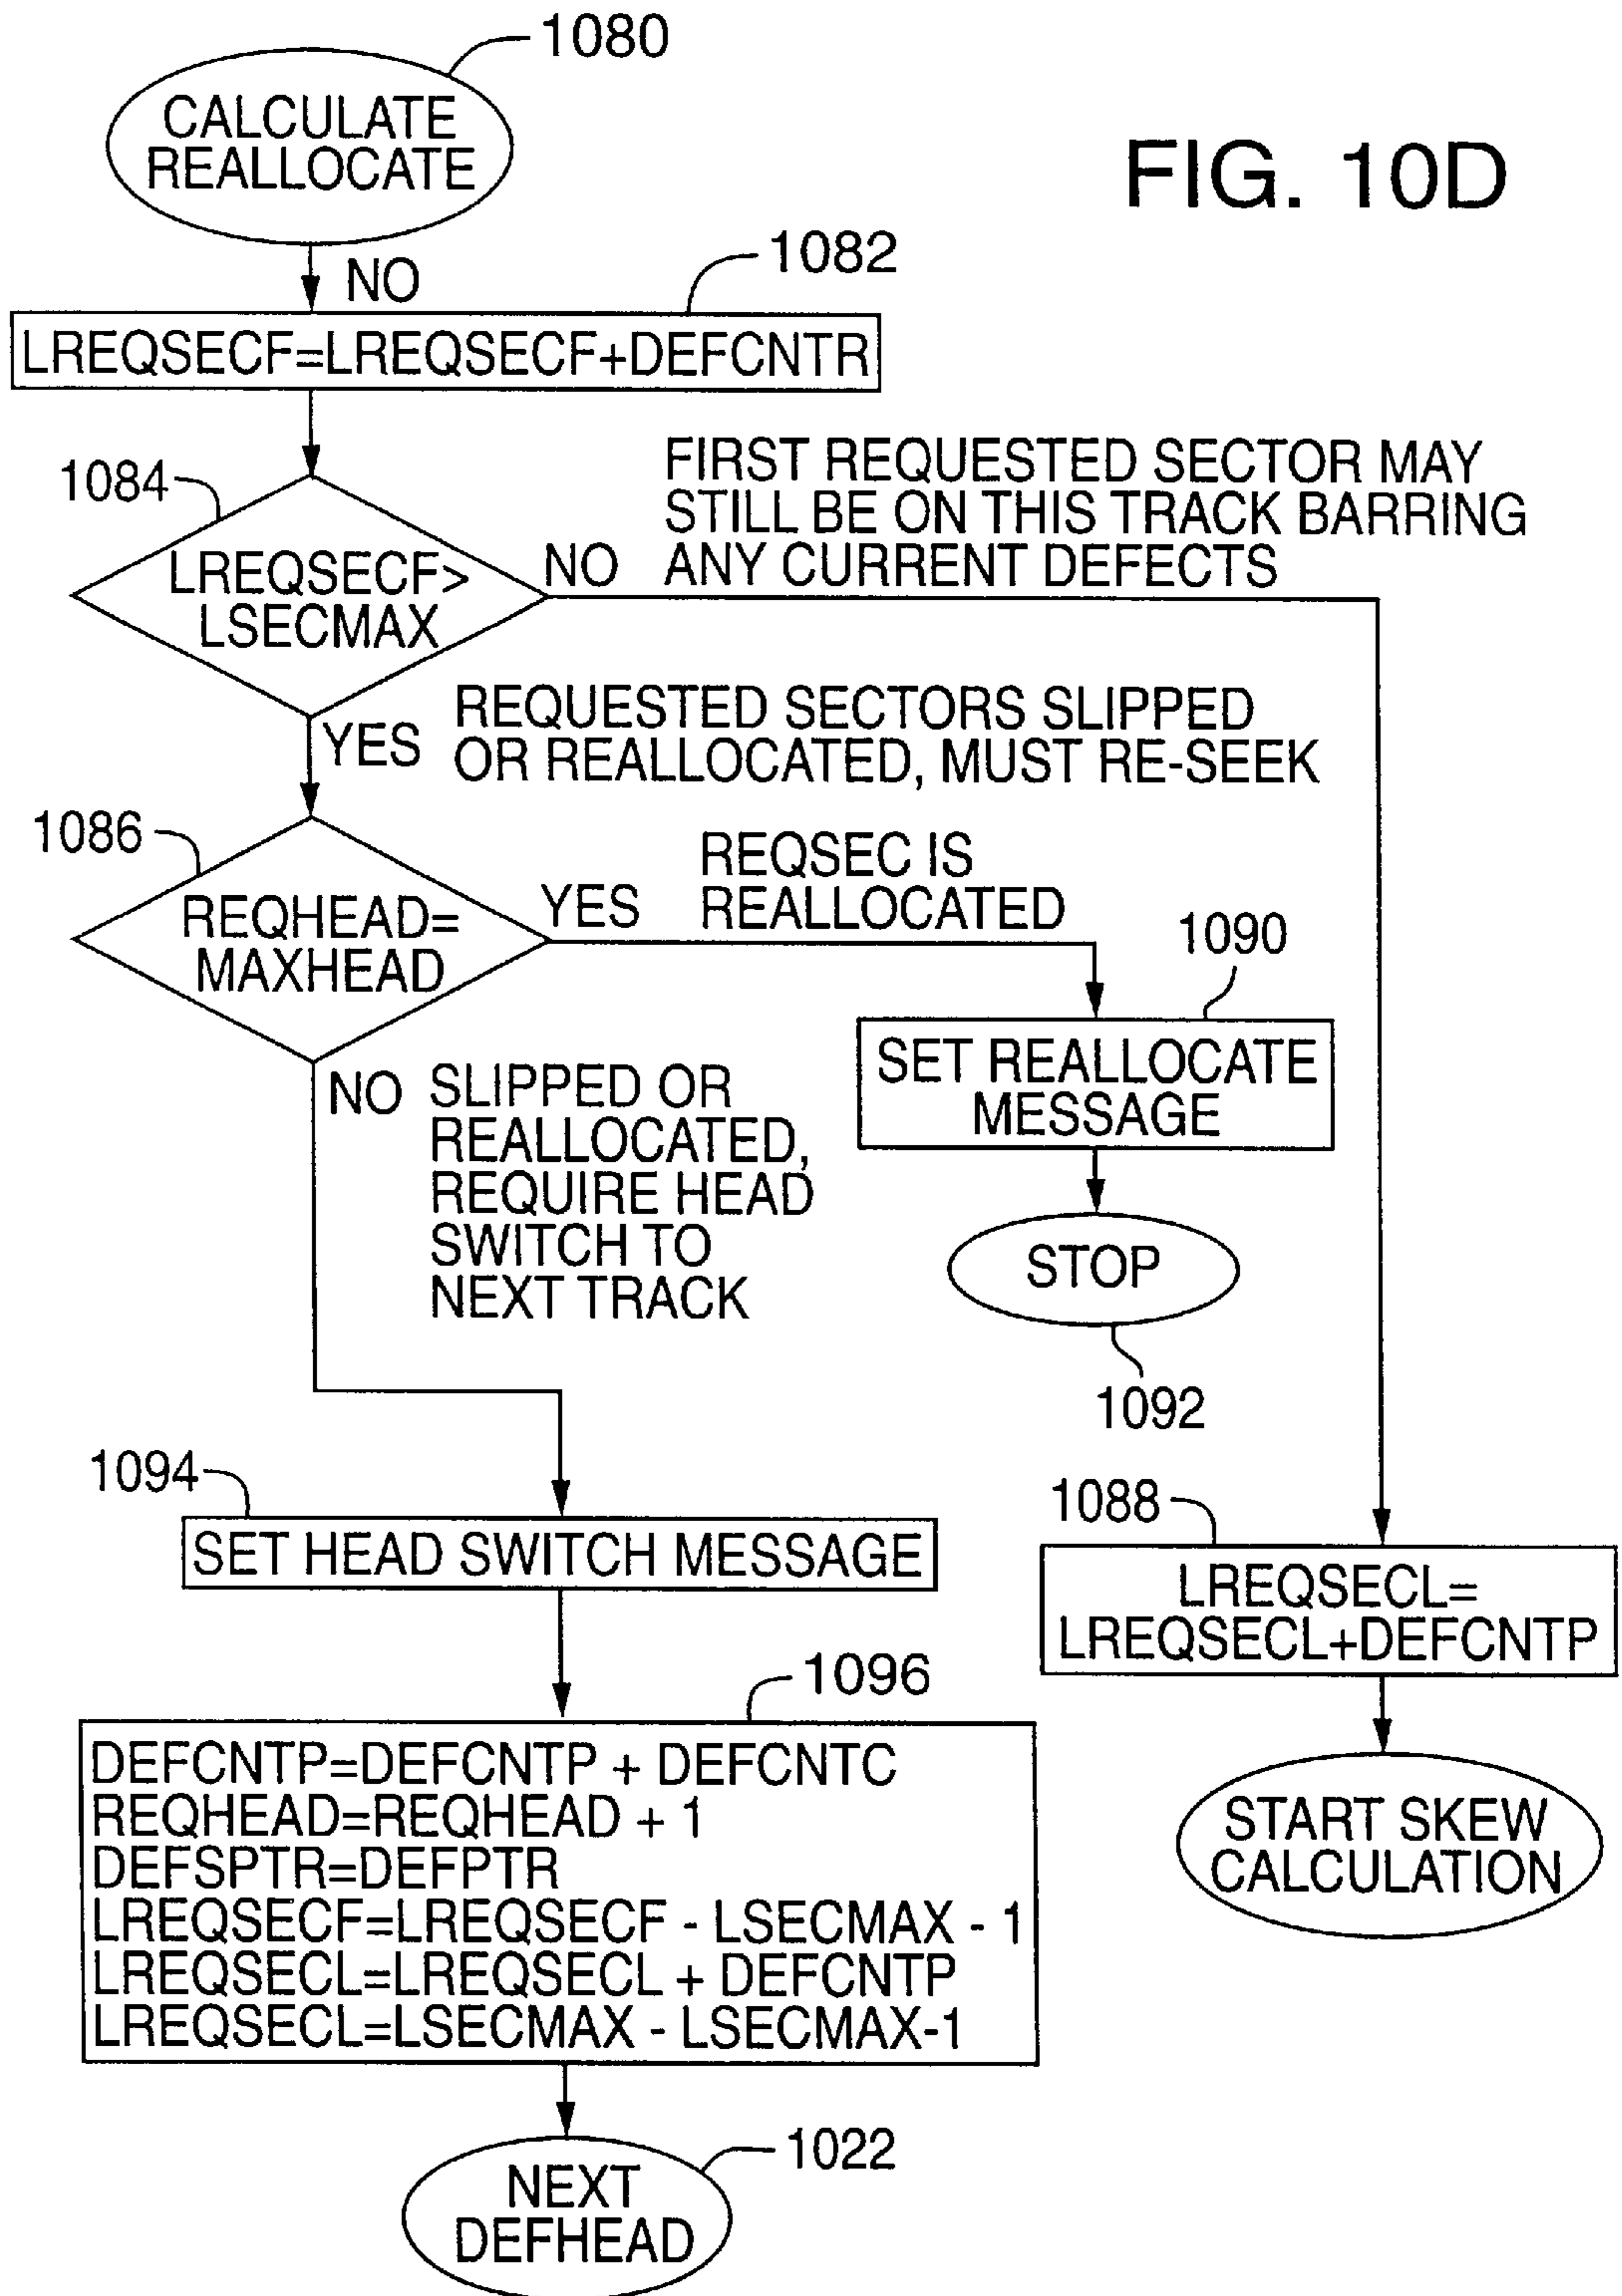 1080
CALCULATE
REALLOCATE
FIG. 10D
NO
1082
LREQSECF=LREQSECF+DEFCNTR
1084
LREQSECF>
LSECMAX
NO
FIRST REQUESTED SECTOR MAY
STILL BE ON THIS TRACK BARRING
ANY CURRENT DEFECTS
YES
REQUESTED SECTORS SLIPPED
OR REALLOCATED, MUST RE-SEEK
1086
REQHEAD=
MAXHEAD
YES
REQSEC IS
REALLOCATED
1090
SET REALLOCATE
MESSAGE
STOP
1092
NO
SLIPPED OR
REALLOCATED,
REQUIRE HEAD
SWITCH TO
NEXT TRACK
1094
SET HEAD SWITCH MESSAGE
1088
LREQSECL=
LREQSECL+DEFCNTP
START SKEW
CALCULATION
1096
DEFCNTP=DEFCNTP + DEFCNTC
REQHEAD=REQHEAD + 1
DEFSPTR=DEFPTR
LREQSECF=LREQSECF - LSECMAX - 1
LREQSECL=LREQSECL + DEFCNTP
LREQSECL=LSECMAX - LSECMAX-1
1022
NEXT
DEFHEAD